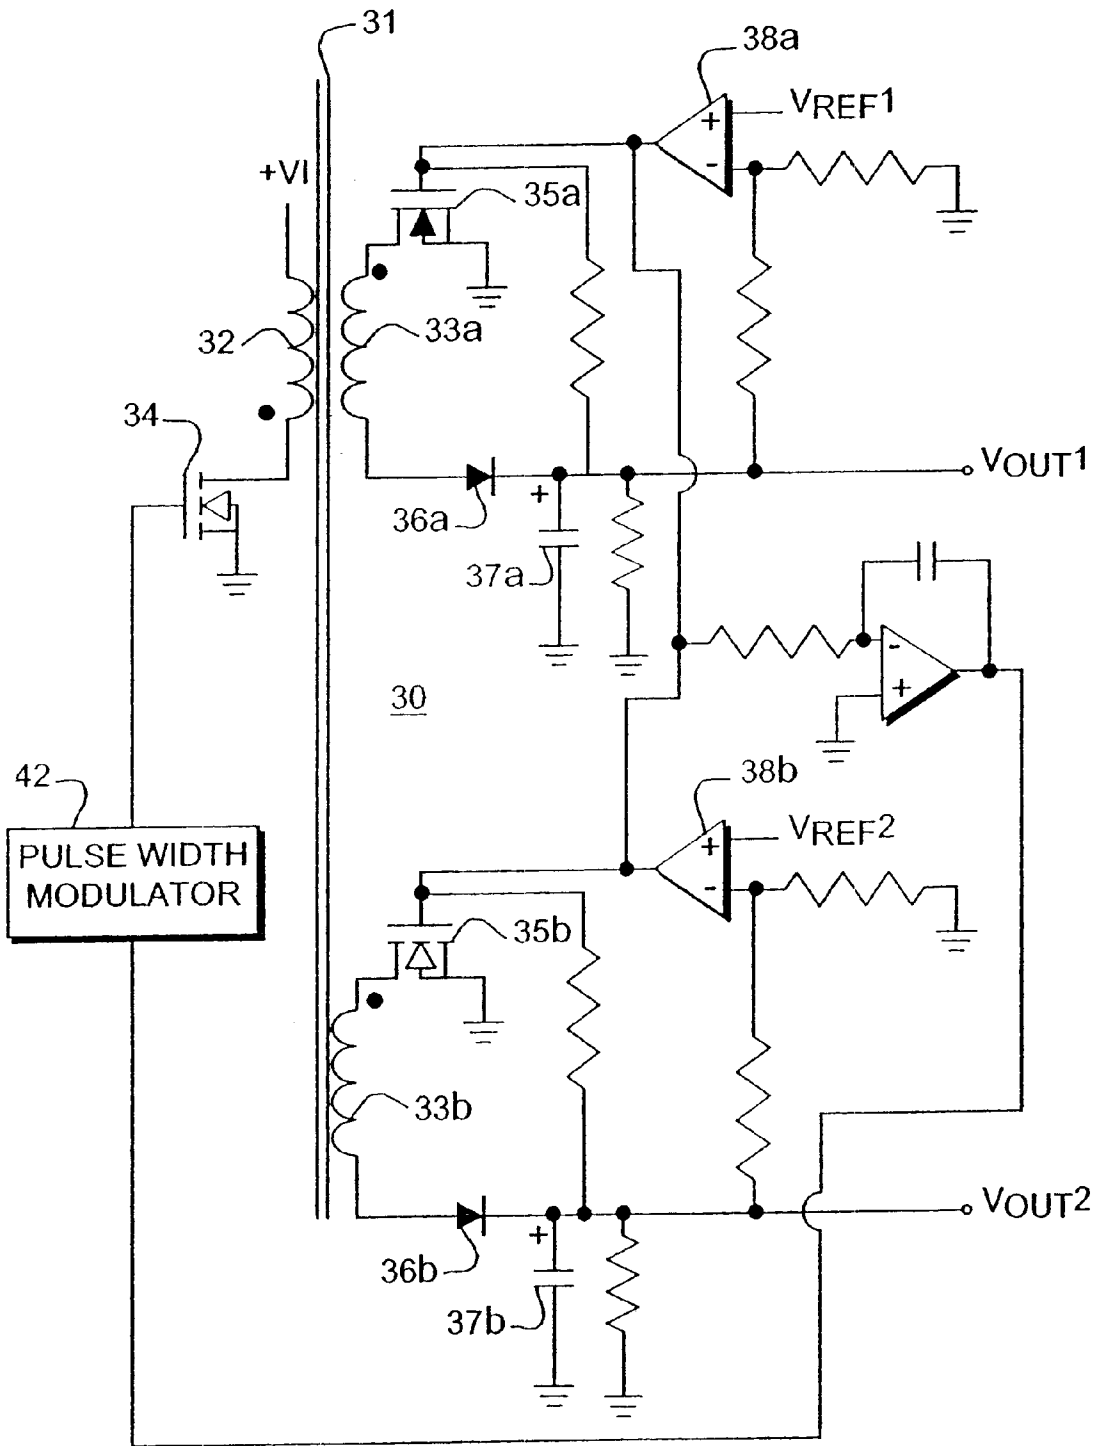 31
38a
VREF1
+
-
+VI
35a
32
33a
34
VOUT1
+
36a
37a
-
+
30
42
38b
VREF2
+
-
PULSE WIDTH
MODULATOR
35b
33b
VOUT2
+
36b
37b